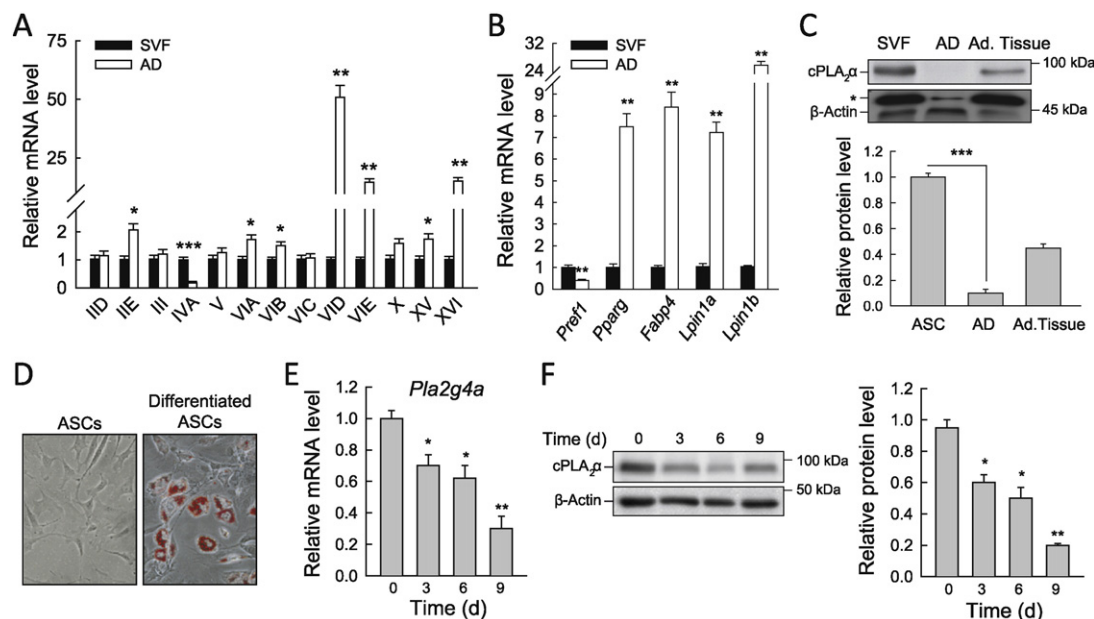 A
Relative mRNA level
75
50
25
2
1
0
SVF
AD
*
***
*
*
**
**
*
**
IID
IIE
III
IVA
V
VIA
VIB
VIC
VID
VIE
X
XV
XVI
B
Relative mRNA level
32
28
24
9
8
7
6
5
4
3
2
1
0
SVF
AD
**
**
**
**
**
Pref1
Pparg
Fabp4
Lpin1a
Lpin1b
C
SVF AD Ad. Tissue
cPLA₂α
100 kDa
*
β-Actin
45 kDa
Relative protein level
1.2
1.0
0.8
0.6
0.4
0.2
0.0
***
ASC AD Ad.Tissue
D
ASCs
Differentiated
ASCs
E
Pla2g4a
Relative mRNA level
1.2
1.0
0.8
0.6
0.4
0.2
0.0
*
*
**
0 3 6 9
Time (d)
F
Time (d) 0 3 6 9
cPLA₂α
100 kDa
50 kDa
β-Actin
Relative protein level
1.2
1.0
0.8
0.6
0.4
0.2
0.0
*
*
**
0 3 6 9
Time (d)